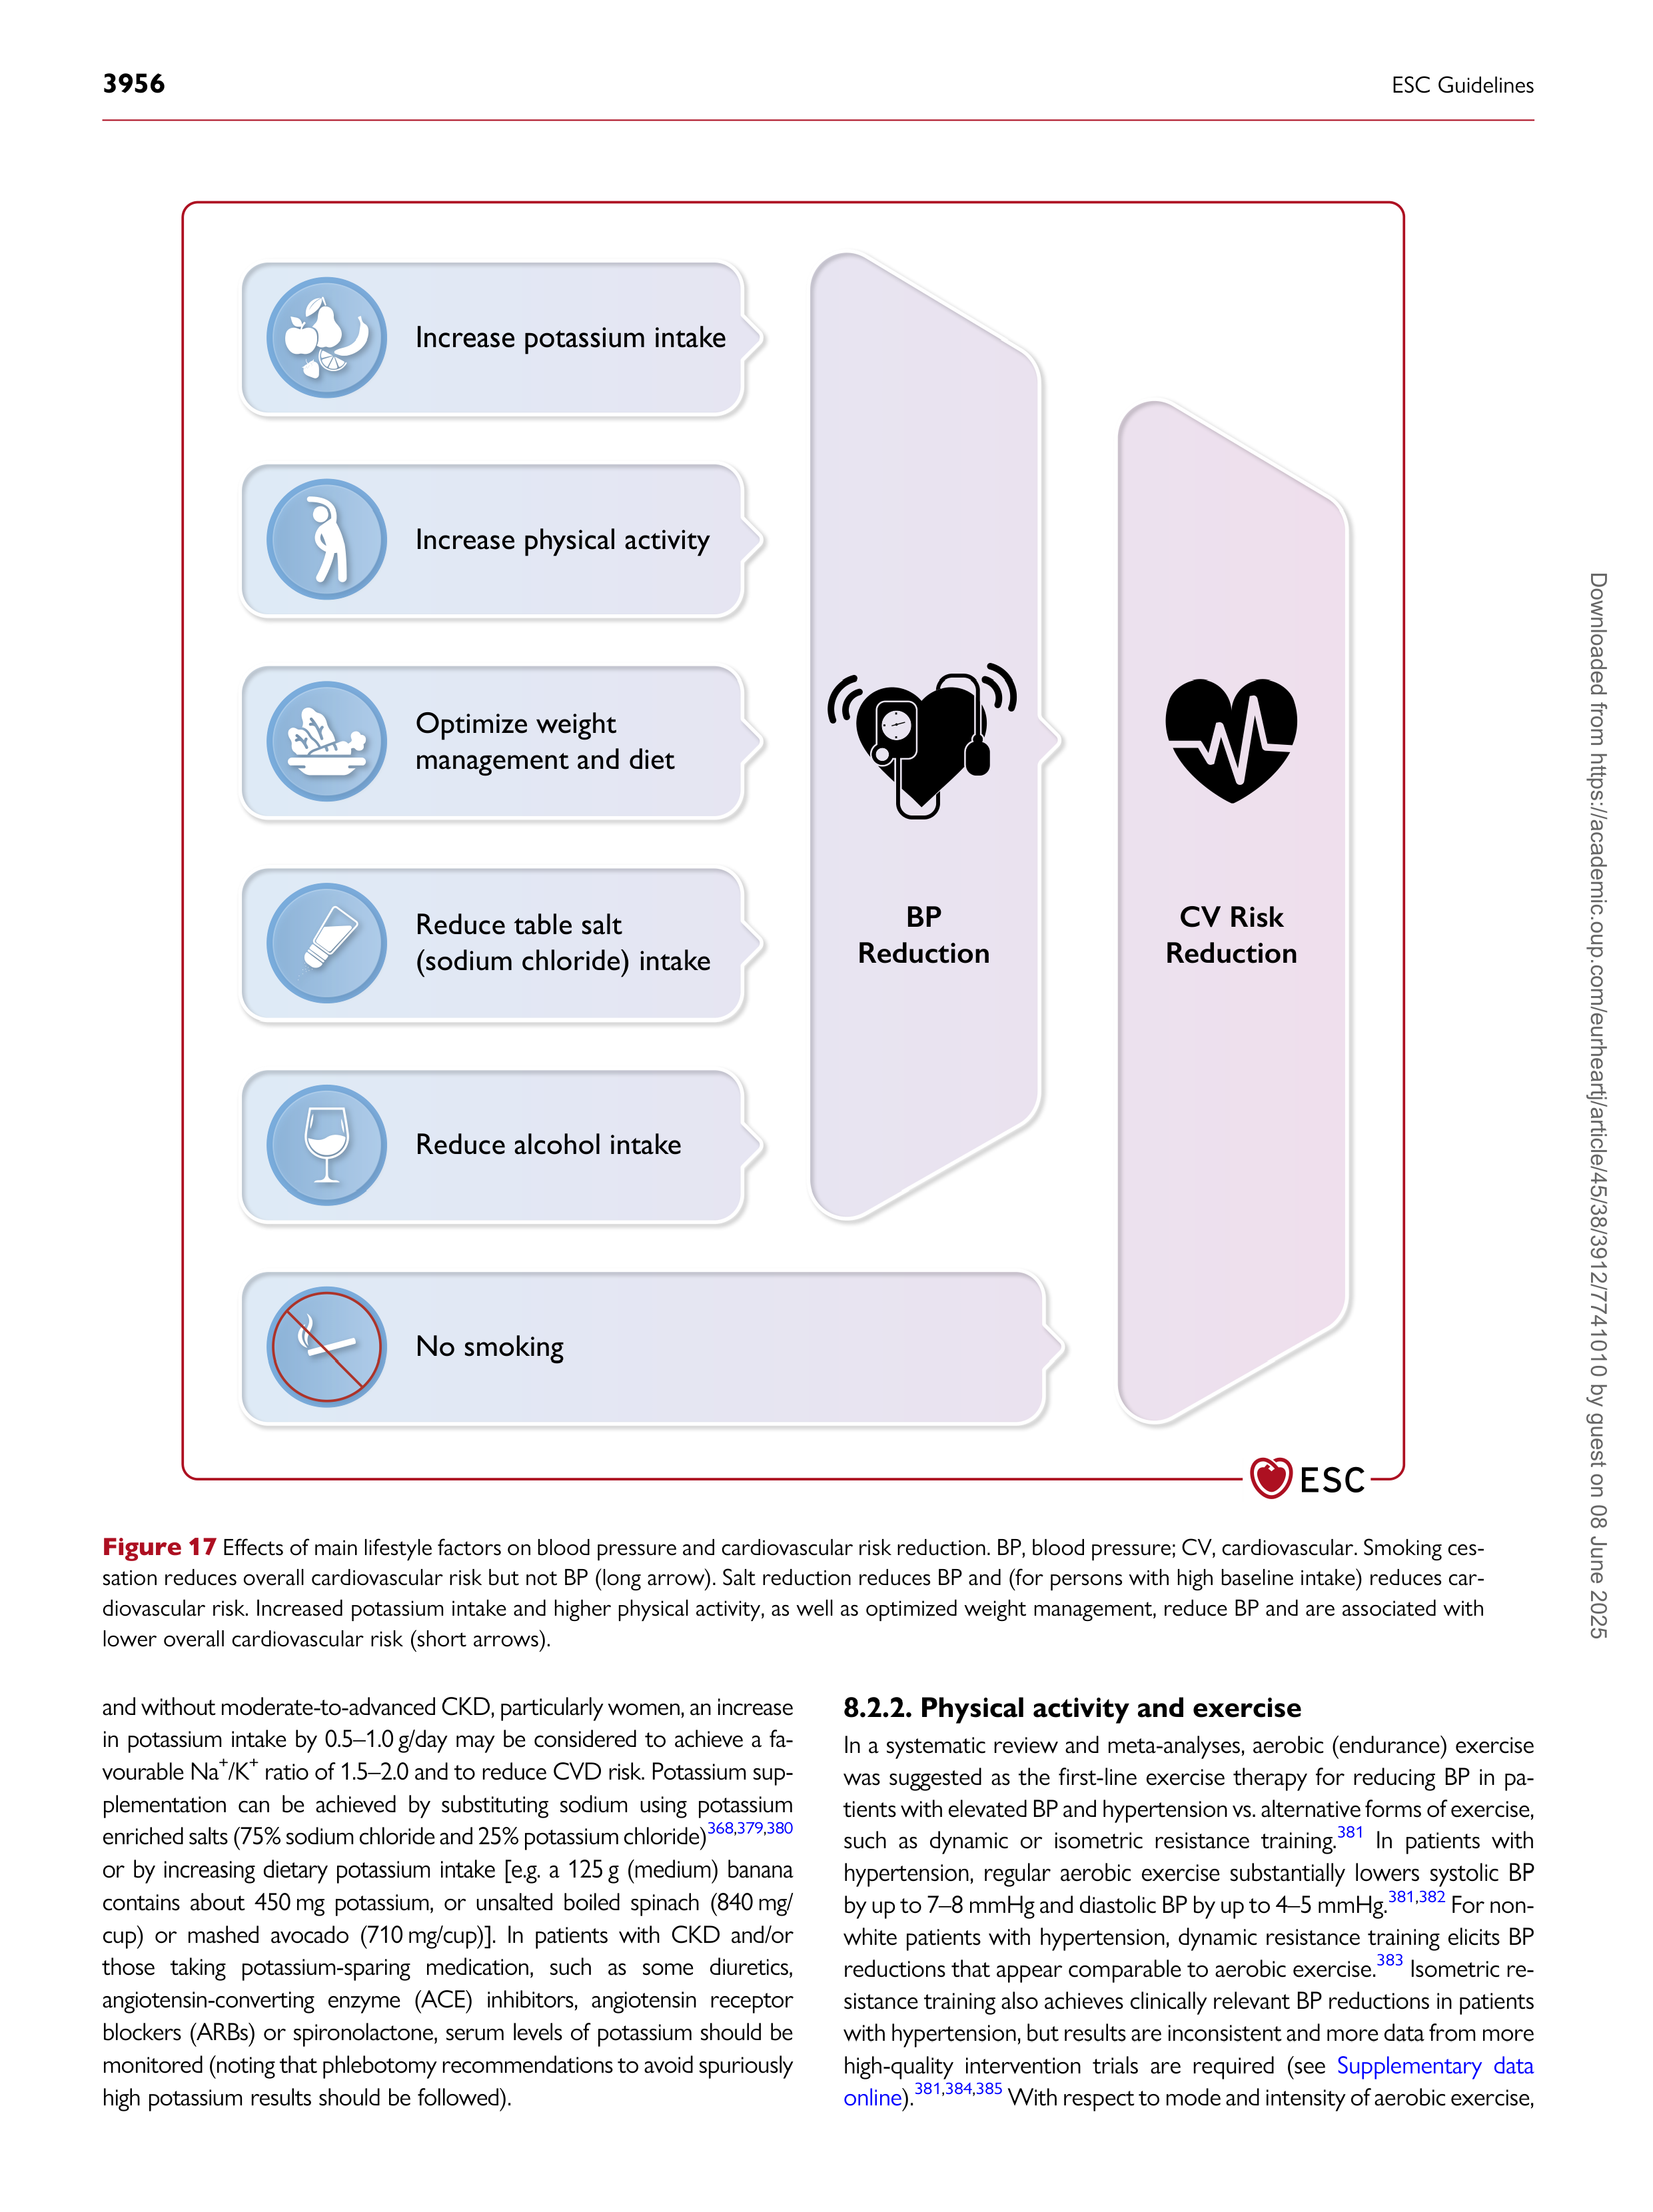 3956
ESC Guidelines
Increase potassium intake
Increase physical activity
Optimize weight
management and diet
Reduce table salt
(sodium chloride) intake
Reduce alcohol intake
No smoking
BP
Reduction
CV Risk
Reduction
ESC
Figure 17 Effects of main lifestyle factors on blood pressure and cardiovascular risk reduction. BP, blood pressure; CV, cardiovascular. Smoking ces-
sation reduces overall cardiovascular risk but not BP (long arrow). Salt reduction reduces BP and (for persons with high baseline intake) reduces car-
diovascular risk. Increased potassium intake and higher physical activity, as well as optimized weight management, reduce BP and are associated with
lower overall cardiovascular risk (short arrows).
and without moderate-to-advanced CKD, particularly women, an increase
in potassium intake by 0.5–1.0 g/day may be considered to achieve a fa-
vourable Na⁺/K⁺ ratio of 1.5–2.0 and to reduce CVD risk. Potassium sup-
plementation can be achieved by substituting sodium using potassium
enriched salts (75% sodium chloride and 25% potassium chloride)368,379,380
or by increasing dietary potassium intake [e.g. a 125 g (medium) banana
contains about 450 mg potassium, or unsalted boiled spinach (840 mg/
cup) or mashed avocado (710 mg/cup)]. In patients with CKD and/or
those taking potassium-sparing medication, such as some diuretics,
angiotensin-converting enzyme (ACE) inhibitors, angiotensin receptor
blockers (ARBs) or spironolactone, serum levels of potassium should be
monitored (noting that phlebotomy recommendations to avoid spuriously
high potassium results should be followed).
8.2.2. Physical activity and exercise
In a systematic review and meta-analyses, aerobic (endurance) exercise
was suggested as the first-line exercise therapy for reducing BP in pa-
tients with elevated BP and hypertension vs. alternative forms of exercise,
such as dynamic or isometric resistance training.381 In patients with
hypertension, regular aerobic exercise substantially lowers systolic BP
by up to 7–8 mmHg and diastolic BP by up to 4–5 mmHg.381,382 For non-
white patients with hypertension, dynamic resistance training elicits BP
reductions that appear comparable to aerobic exercise.383 Isometric re-
sistance training also achieves clinically relevant BP reductions in patients
with hypertension, but results are inconsistent and more data from more
high-quality intervention trials are required (see Supplementary data
online).381,384,385 With respect to mode and intensity of aerobic exercise,
Downloaded from https://academic.oup.com/eurheartj/article/45/38/3912/7741010 by guest on 08 June 2025